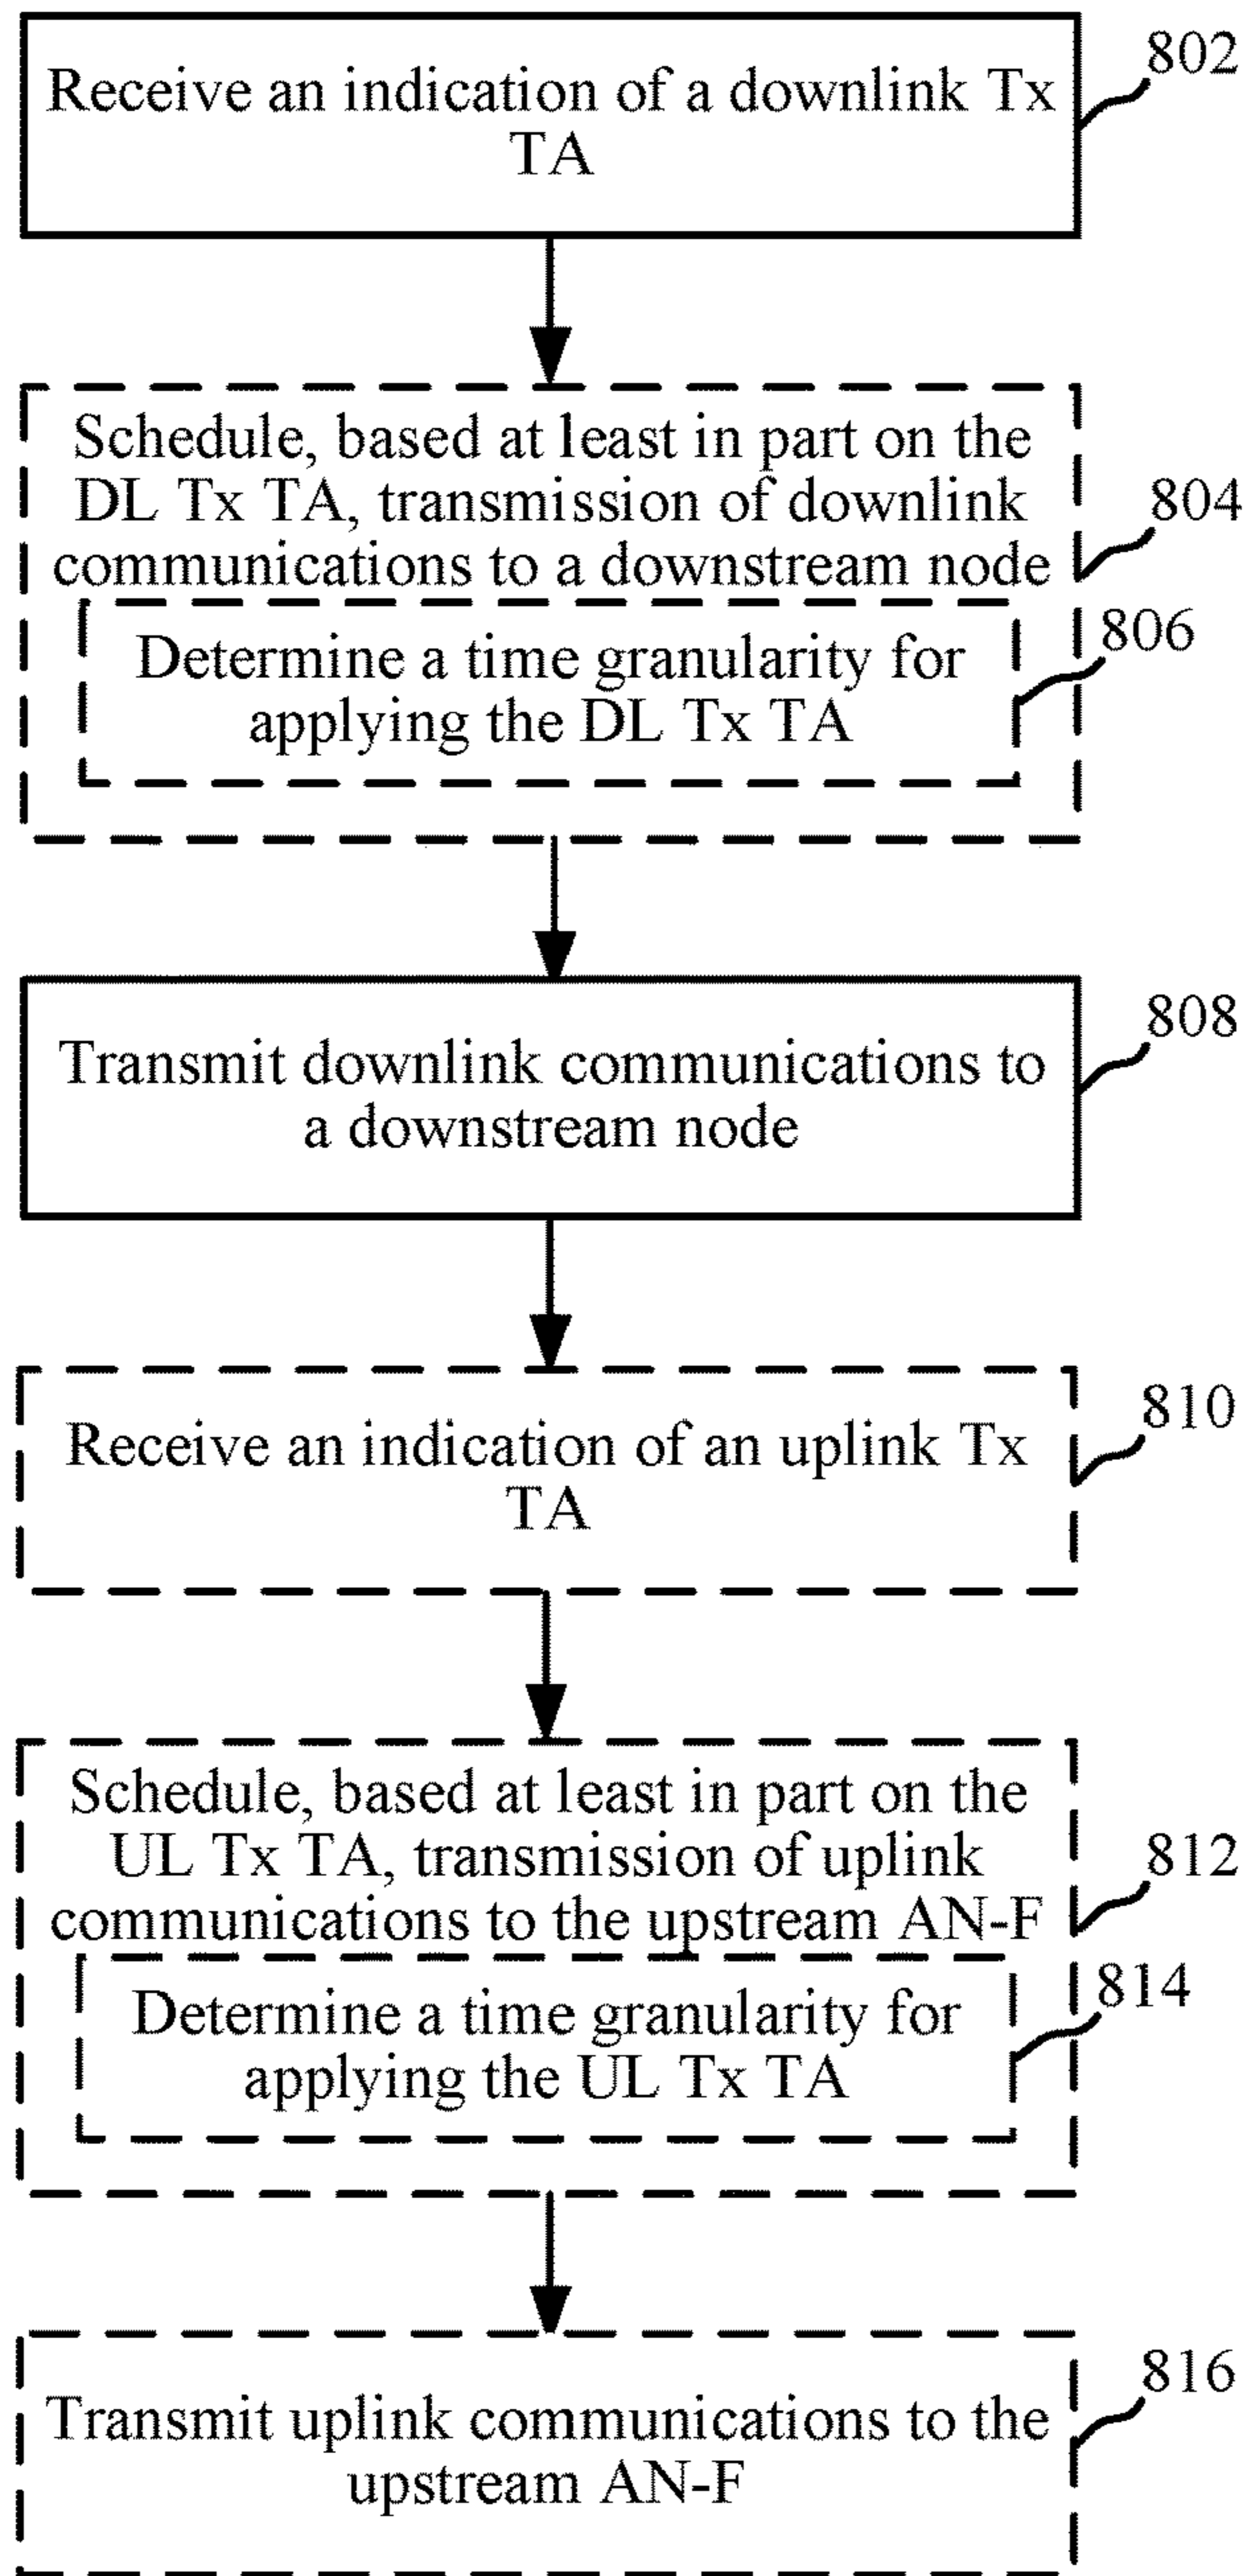 802
Receive an indication of a downlink Tx
TA
Schedule, based at least in part on the
DL Tx TA, transmission of downlink
communications to a downstream node
804
806
Determine a time granularity for
applying the DL Tx TA
808
Transmit downlink communications to
a downstream node
810
Receive an indication of an uplink Tx
TA
Schedule, based at least in part on the
UL Tx TA, transmission of uplink
communications to the upstream AN-F
812
814
Determine a time granularity for
applying the UL Tx TA
816
Transmit uplink communications to the
upstream AN-F